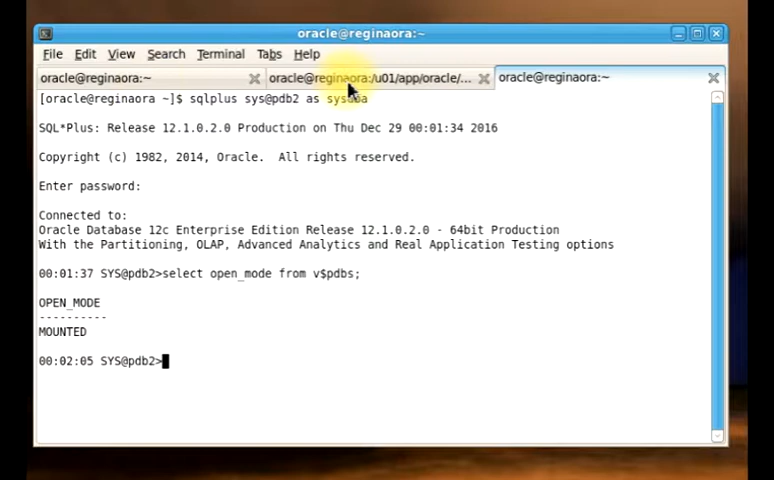 oracle@reginaora:~
File Edit View Search Terminal Tabs Help
oracle@reginaora:~ oracle@reginaora:/u01/app/oracle/... oracle@reginaora:~
[oracle@reginaora ~]$ sqlplus sys@pdb2 as sysdba
SQL*Plus: Release 12.1.0.2.0 Production on Thu Dec 29 00:01:34 2016
Copyright (c) 1982, 2014, Oracle.  All rights reserved.
Enter password:
Connected to:
Oracle Database 12c Enterprise Edition Release 12.1.0.2.0 - 64bit Production
With the Partitioning, OLAP, Advanced Analytics and Real Application Testing options
00:01:37 SYS@pdb2>select open_mode from v$pdbs;
OPEN_MODE
----------
MOUNTED
00:02:05 SYS@pdb2>